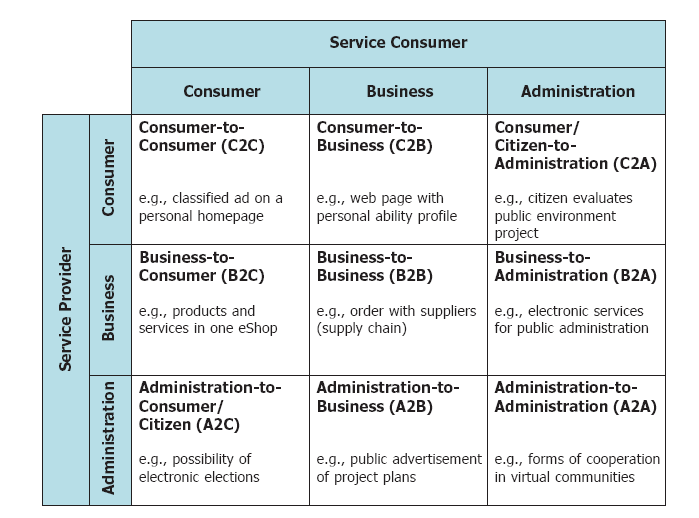 Service Consumer
Consumer
Business
Administration
Service Provider
Consumer
Consumer-to-
Consumer (C2C)
e.g., classified ad on a
personal homepage
Consumer-to-
Business (C2B)
e.g., web page with
personal ability profile
Consumer/
Citizen-to-
Administration (C2A)
e.g., citizen evaluates
public environment
project
Business
Business-to-
Consumer (B2C)
e.g., products and
services in one eShop
Business-to-
Business (B2B)
e.g., order with suppliers
(supply chain)
Business-to-
Administration (B2A)
e.g., electronic services
for public administration
Administration
Administration-to-
Consumer/
Citizen (A2C)
e.g., possibility of
electronic elections
Administration-to-
Business (A2B)
e.g., public advertisement
of project plans
Administration-to-
Administration (A2A)
e.g., forms of cooperation
in virtual communities